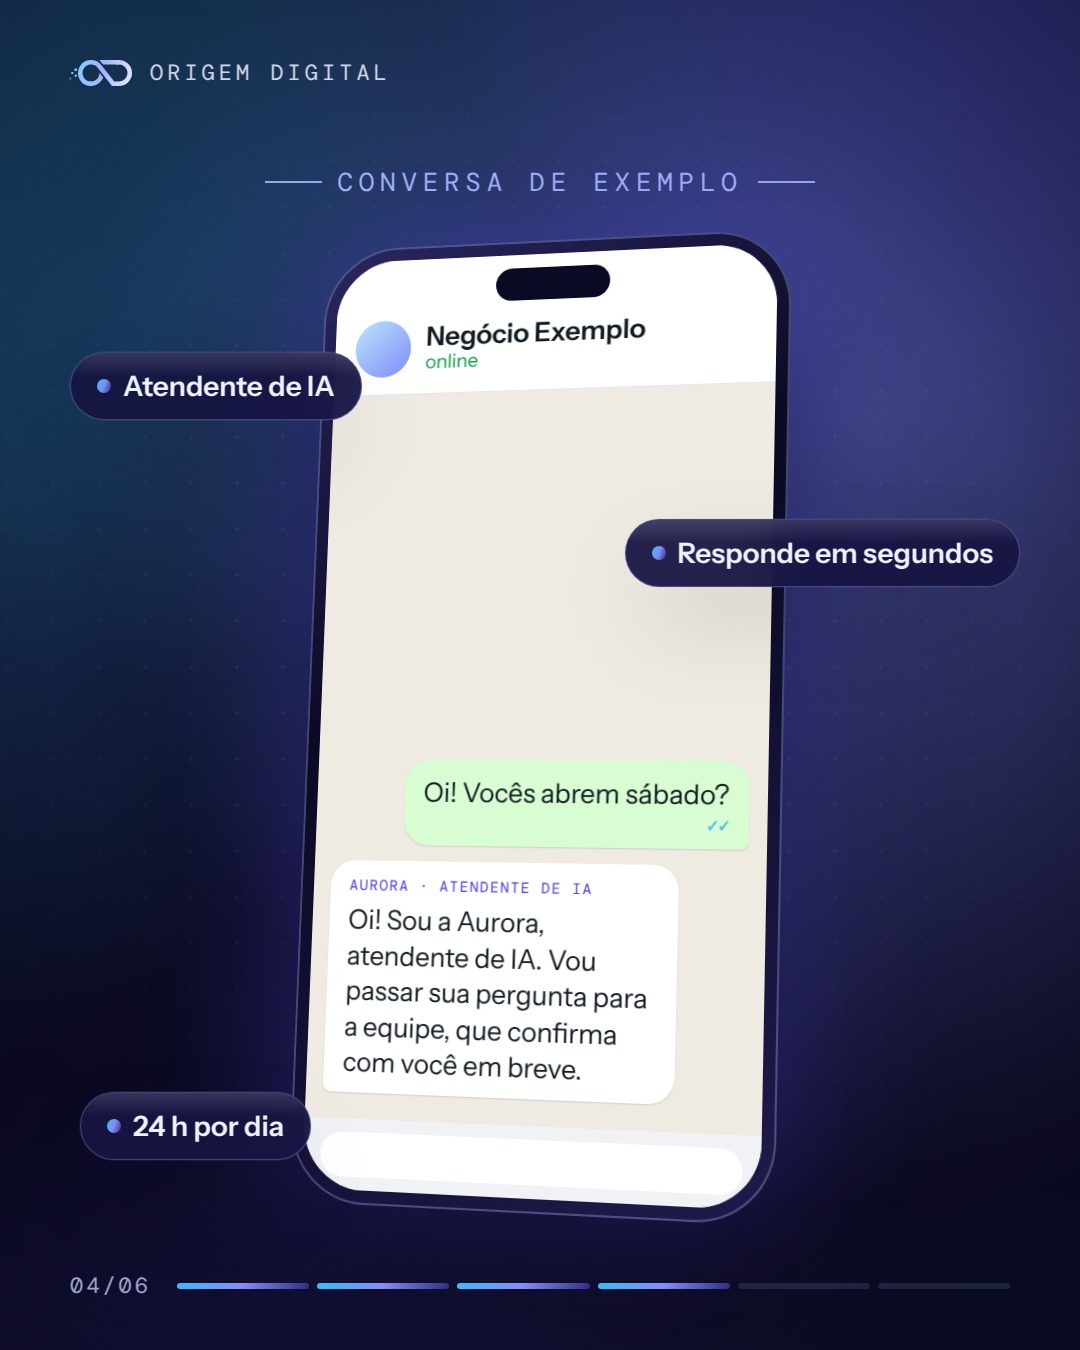 ORIGEM DIGITAL
CONVERSA DE EXEMPLO
Negócio Exemplo
online
Atendente de IA
Responde em segundos
Oi! Vocês abrem sábado?
AURORA · ATENDENTE DE IA
Oi! Sou a Aurora,
atendente de IA. Vou
passar sua pergunta para
a equipe, que confirma
com você em breve.
24 h por dia
04/06